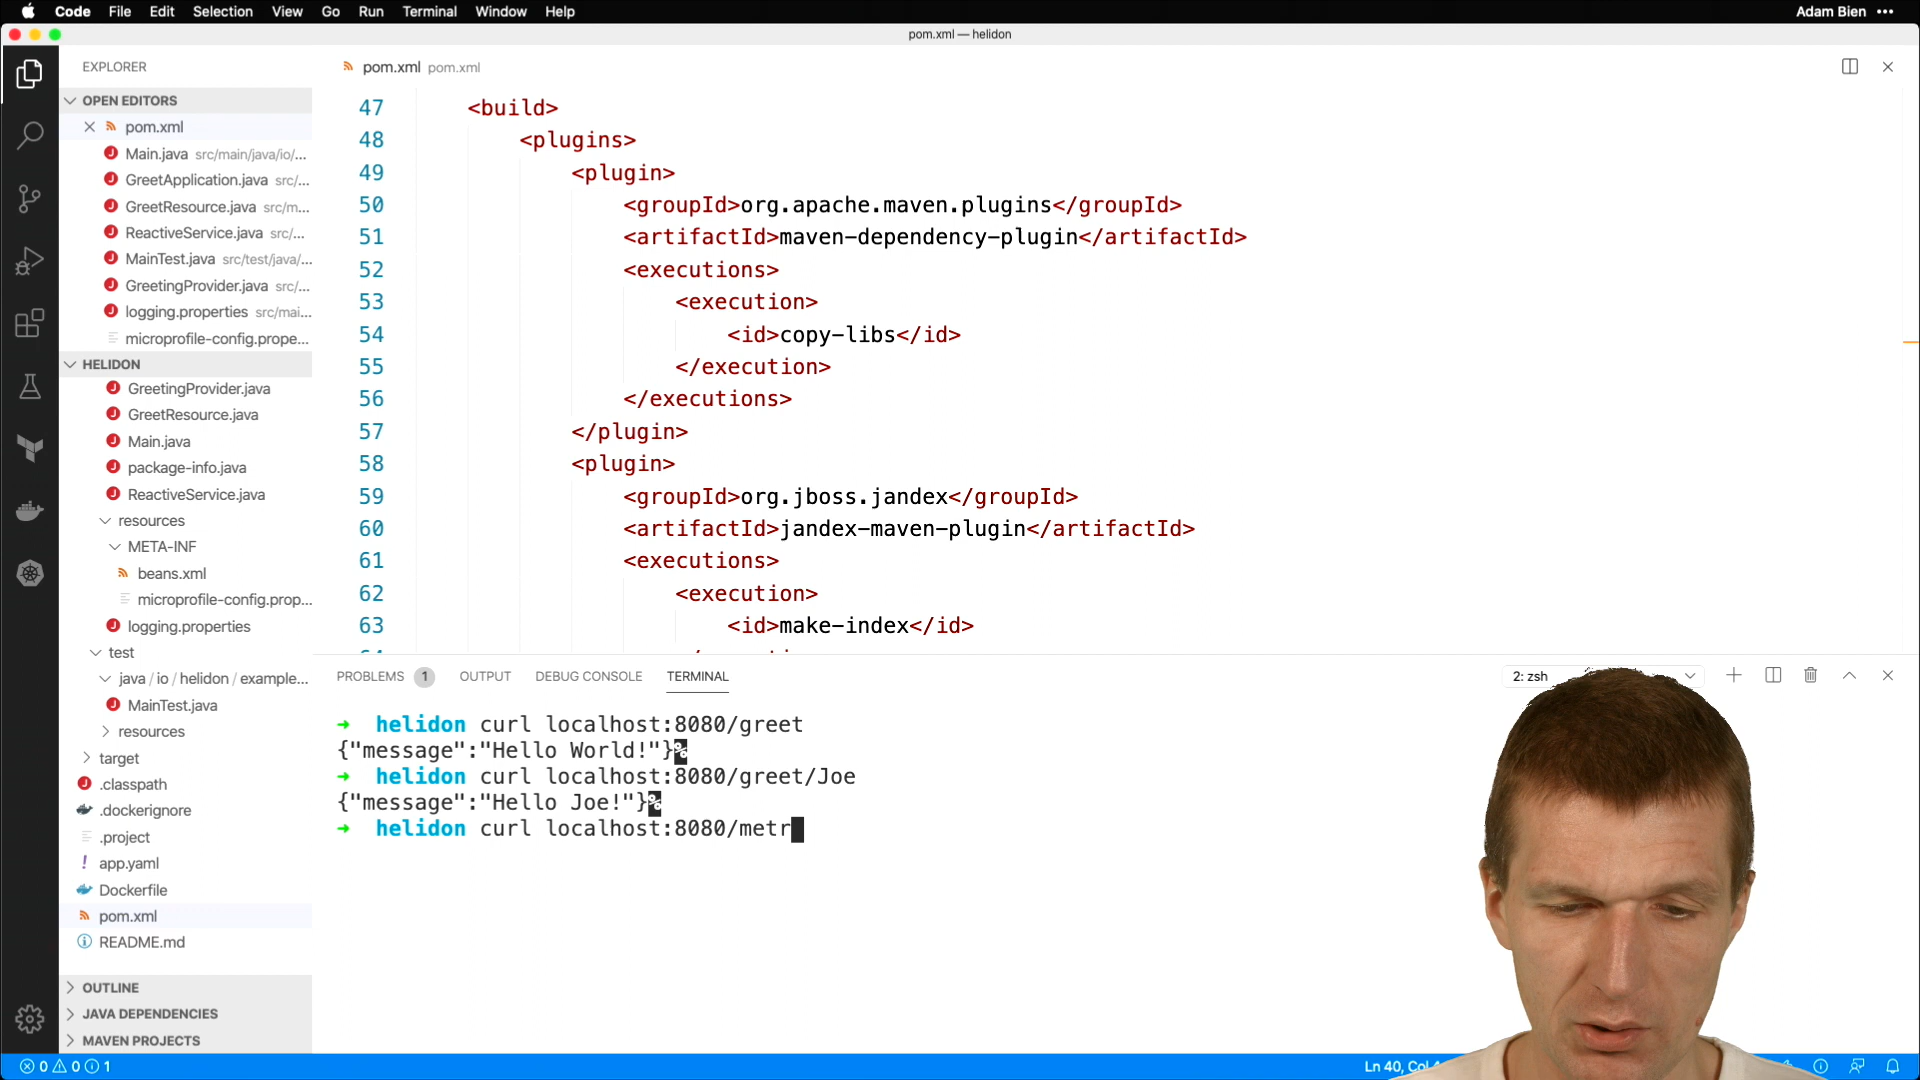 Code File Edit Selection View Go Run Terminal Window Help Adam Bien •••
pom.xml — helidon
EXPLORER
OPEN EDITORS
pom.xml
Main.java src/main/java/io/...
GreetApplication.java src/...
GreetResource.java src/m...
ReactiveService.java src/...
MainTest.java src/test/java/...
GreetingProvider.java src/...
logging.properties src/mai...
microprofile-config.prope...
HELIDON
GreetingProvider.java
GreetResource.java
Main.java
package-info.java
ReactiveService.java
resources
META-INF
beans.xml
microprofile-config.prop...
logging.properties
test
java / io / helidon / example...
MainTest.java
resources
target
.classpath
.dockerignore
.project
! app.yaml
Dockerfile
pom.xml
README.md
OUTLINE
JAVA DEPENDENCIES
MAVEN PROJECTS
pom.xml pom.xml
47 <build>
48 <plugins>
49 <plugin>
50 <groupId>org.apache.maven.plugins</groupId>
51 <artifactId>maven-dependency-plugin</artifactId>
52 <executions>
53 <execution>
54 <id>copy-libs</id>
55 </execution>
56 </executions>
57 </plugin>
58 <plugin>
59 <groupId>org.jboss.jandex</groupId>
60 <artifactId>jandex-maven-plugin</artifactId>
61 <executions>
62 <execution>
63 <id>make-index</id>
PROBLEMS 1 OUTPUT DEBUG CONSOLE TERMINAL 2: zsh
➜ helidon curl localhost:8080/greet
{"message":"Hello World!"}%
➜ helidon curl localhost:8080/greet/Joe
{"message":"Hello Joe!"}%
➜ helidon curl localhost:8080/metr
0 0 1 Ln 40,